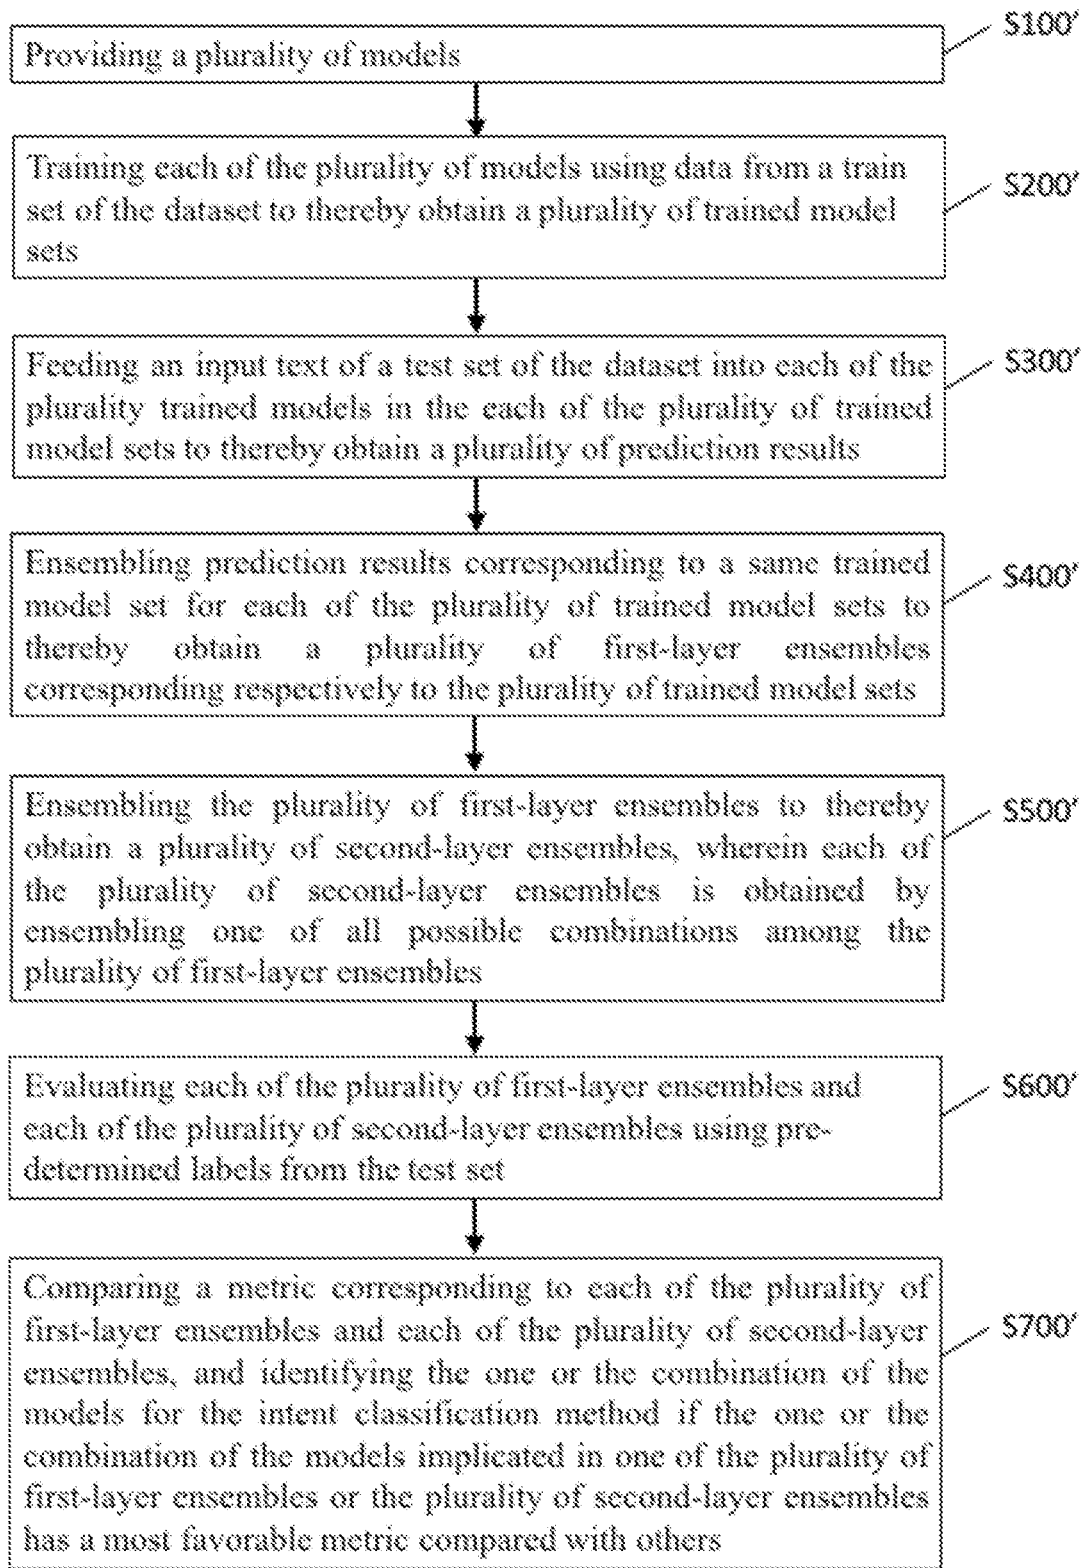 Providing a plurality of models
S100'
Training each of the plurality of models using data from a train
set of the dataset to thereby obtain a plurality of trained model
sets
S200'
Feeding an input text of a test set of the dataset into each of the
plurality trained models in the each of the plurality of trained
model sets to thereby obtain a plurality of prediction results
S300'
Ensembling prediction results corresponding to a same trained
model set for each of the plurality of trained model sets to
thereby obtain a plurality of first-layer ensembles
corresponding respectively to the plurality of trained model sets
S400'
Ensembling the plurality of first-layer ensembles to thereby
obtain a plurality of second-layer ensembles, wherein each of
the plurality of second-layer ensembles is obtained by
ensembling one of all possible combinations among the
plurality of first-layer ensembles
S500'
Evaluating each of the plurality of first-layer ensembles and
each of the plurality of second-layer ensembles using pre-
determined labels from the test set
S600'
Comparing a metric corresponding to each of the plurality of
first-layer ensembles and each of the plurality of second-layer
ensembles, and identifying the one or the combination of the
models for the intent classification method if the one or the
combination of the models implicated in one of the plurality of
first-layer ensembles or the plurality of second-layer ensembles
has a most favorable metric compared with others
S700'